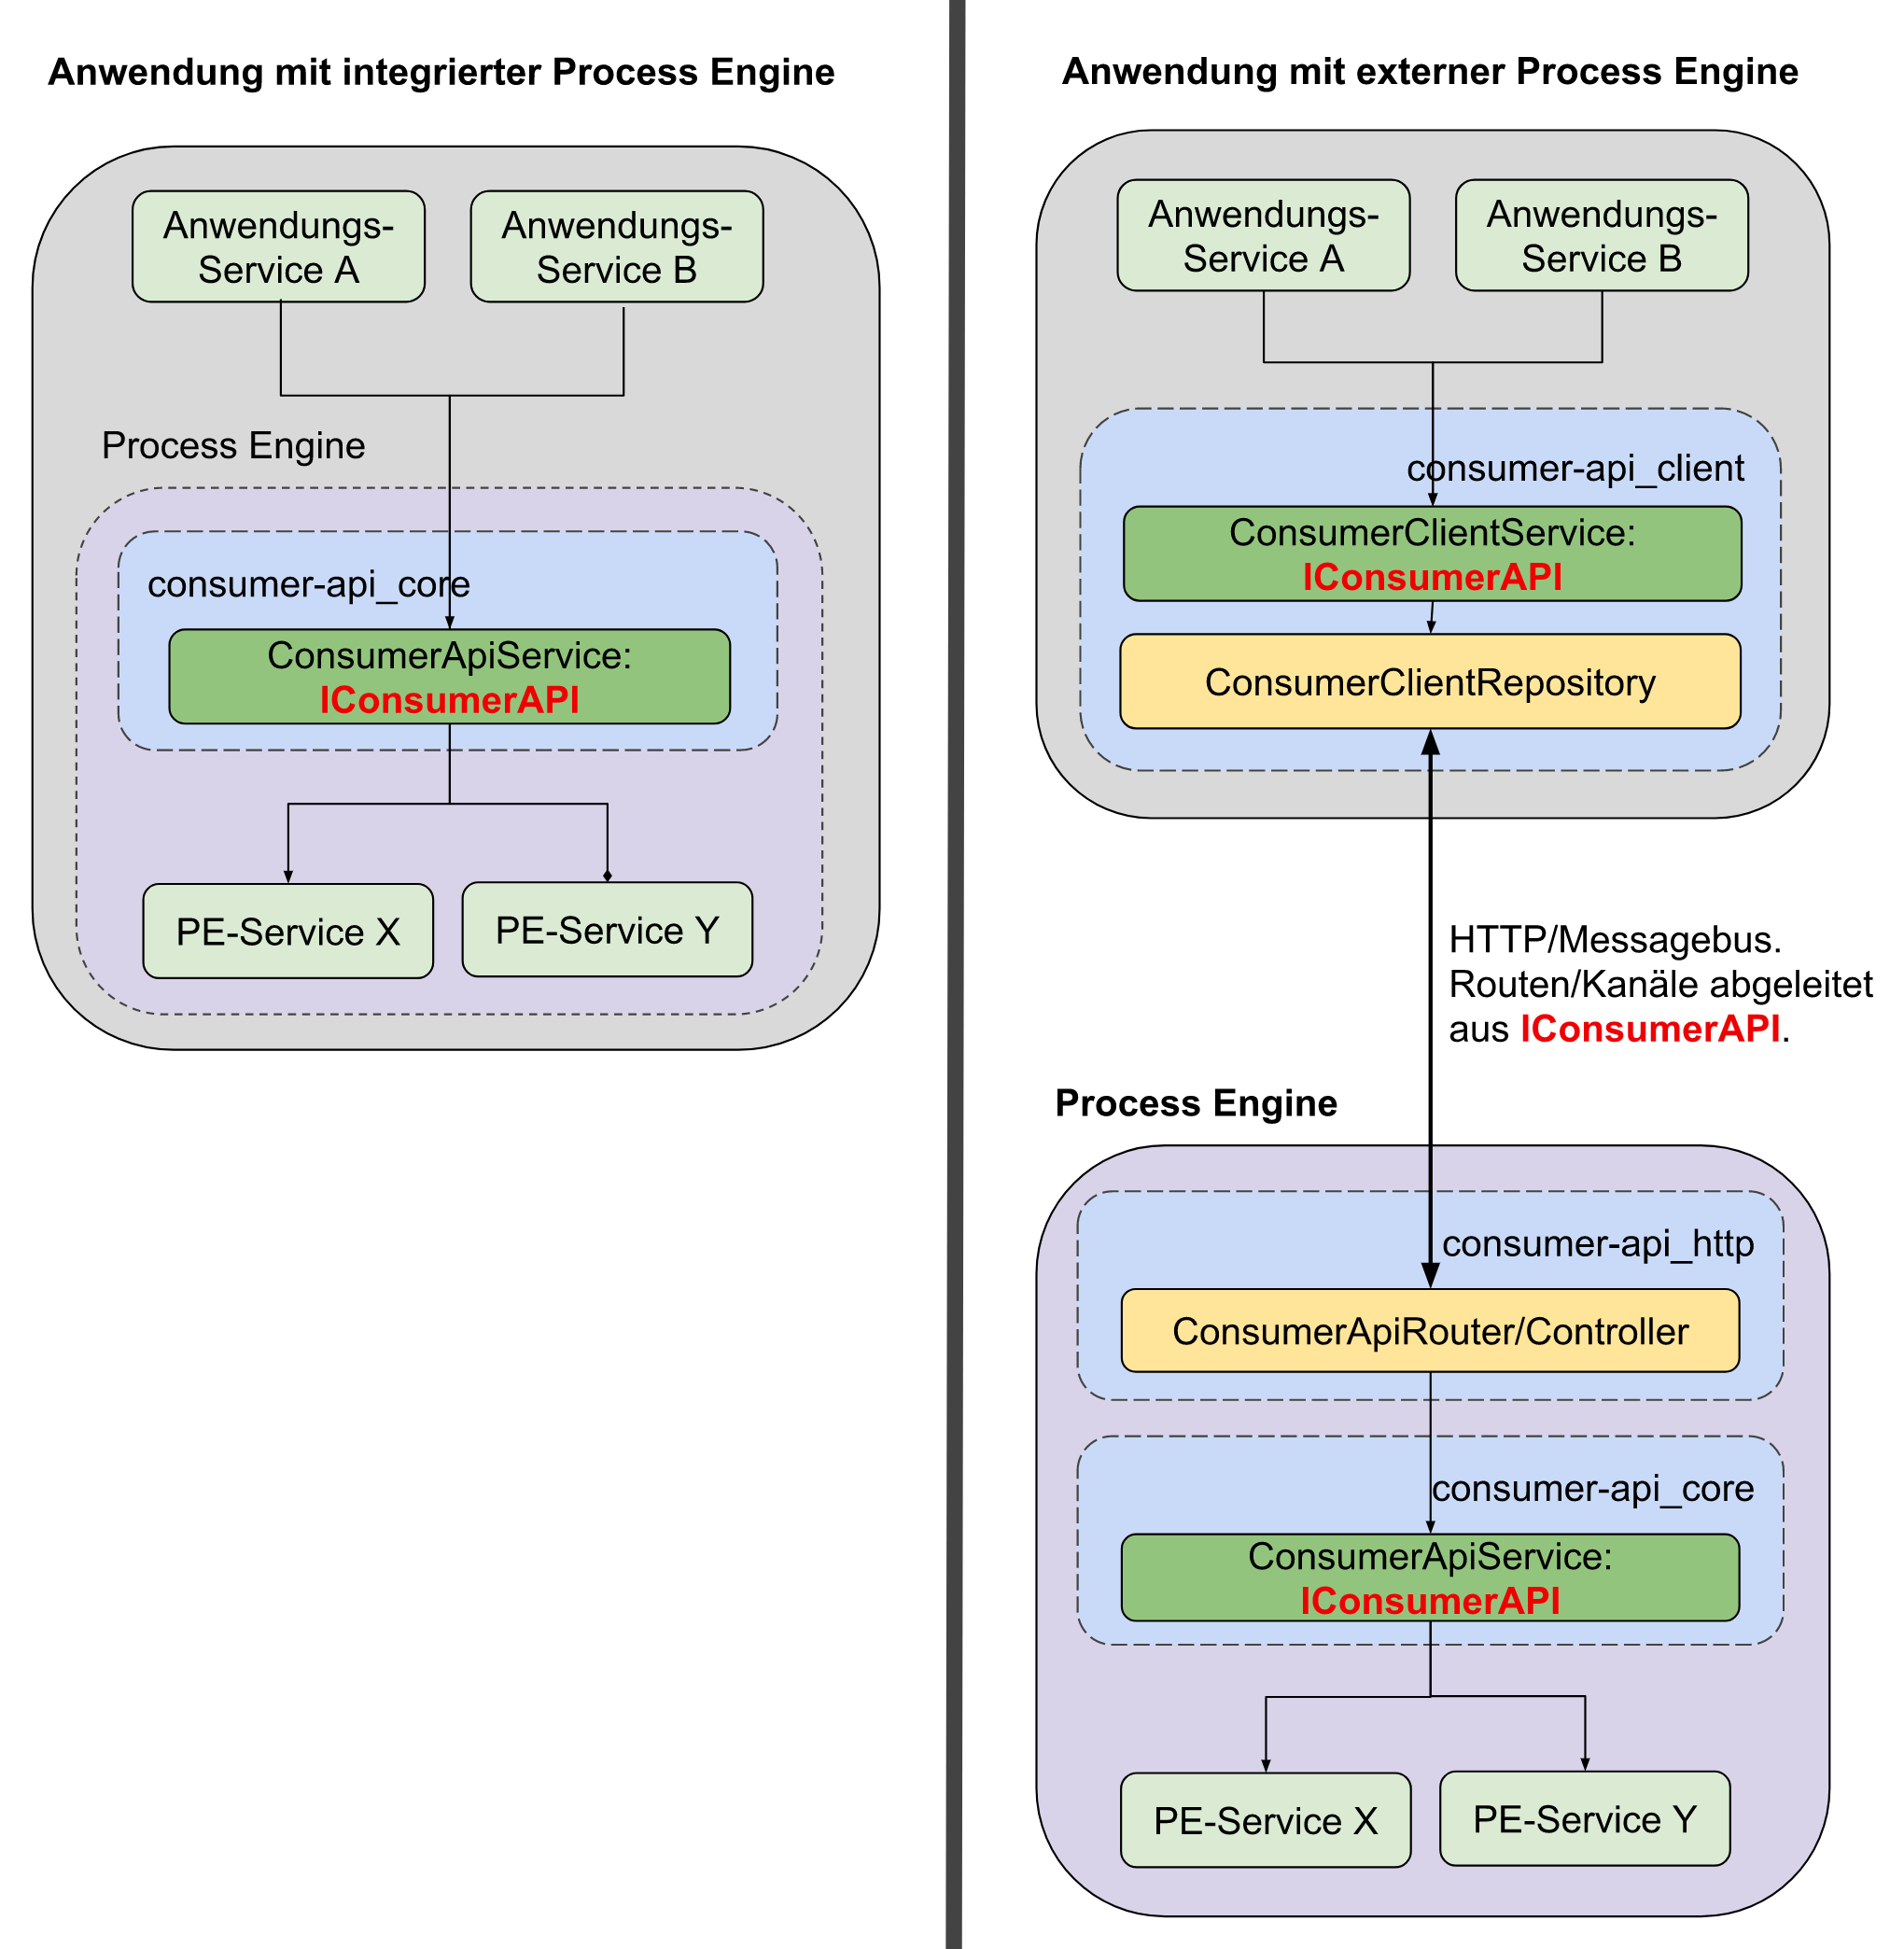 Anwendung mit integrierter Process Engine
Anwendungs-
Service A
Anwendungs-
Service B
Process Engine
consumer-api_core
ConsumerApiService:
IConsumerAPI
PE-Service X
PE-Service Y
Anwendung mit externer Process Engine
Anwendungs-
Service A
Anwendungs-
Service B
consumer-api_client
ConsumerClientService:
IConsumerAPI
ConsumerClientRepository
HTTP/Messagebus.
Routen/Kanäle abgeleitet
aus IConsumerAPI.
Process Engine
consumer-api_http
ConsumerApiRouter/Controller
consumer-api_core
ConsumerApiService:
IConsumerAPI
PE-Service X
PE-Service Y